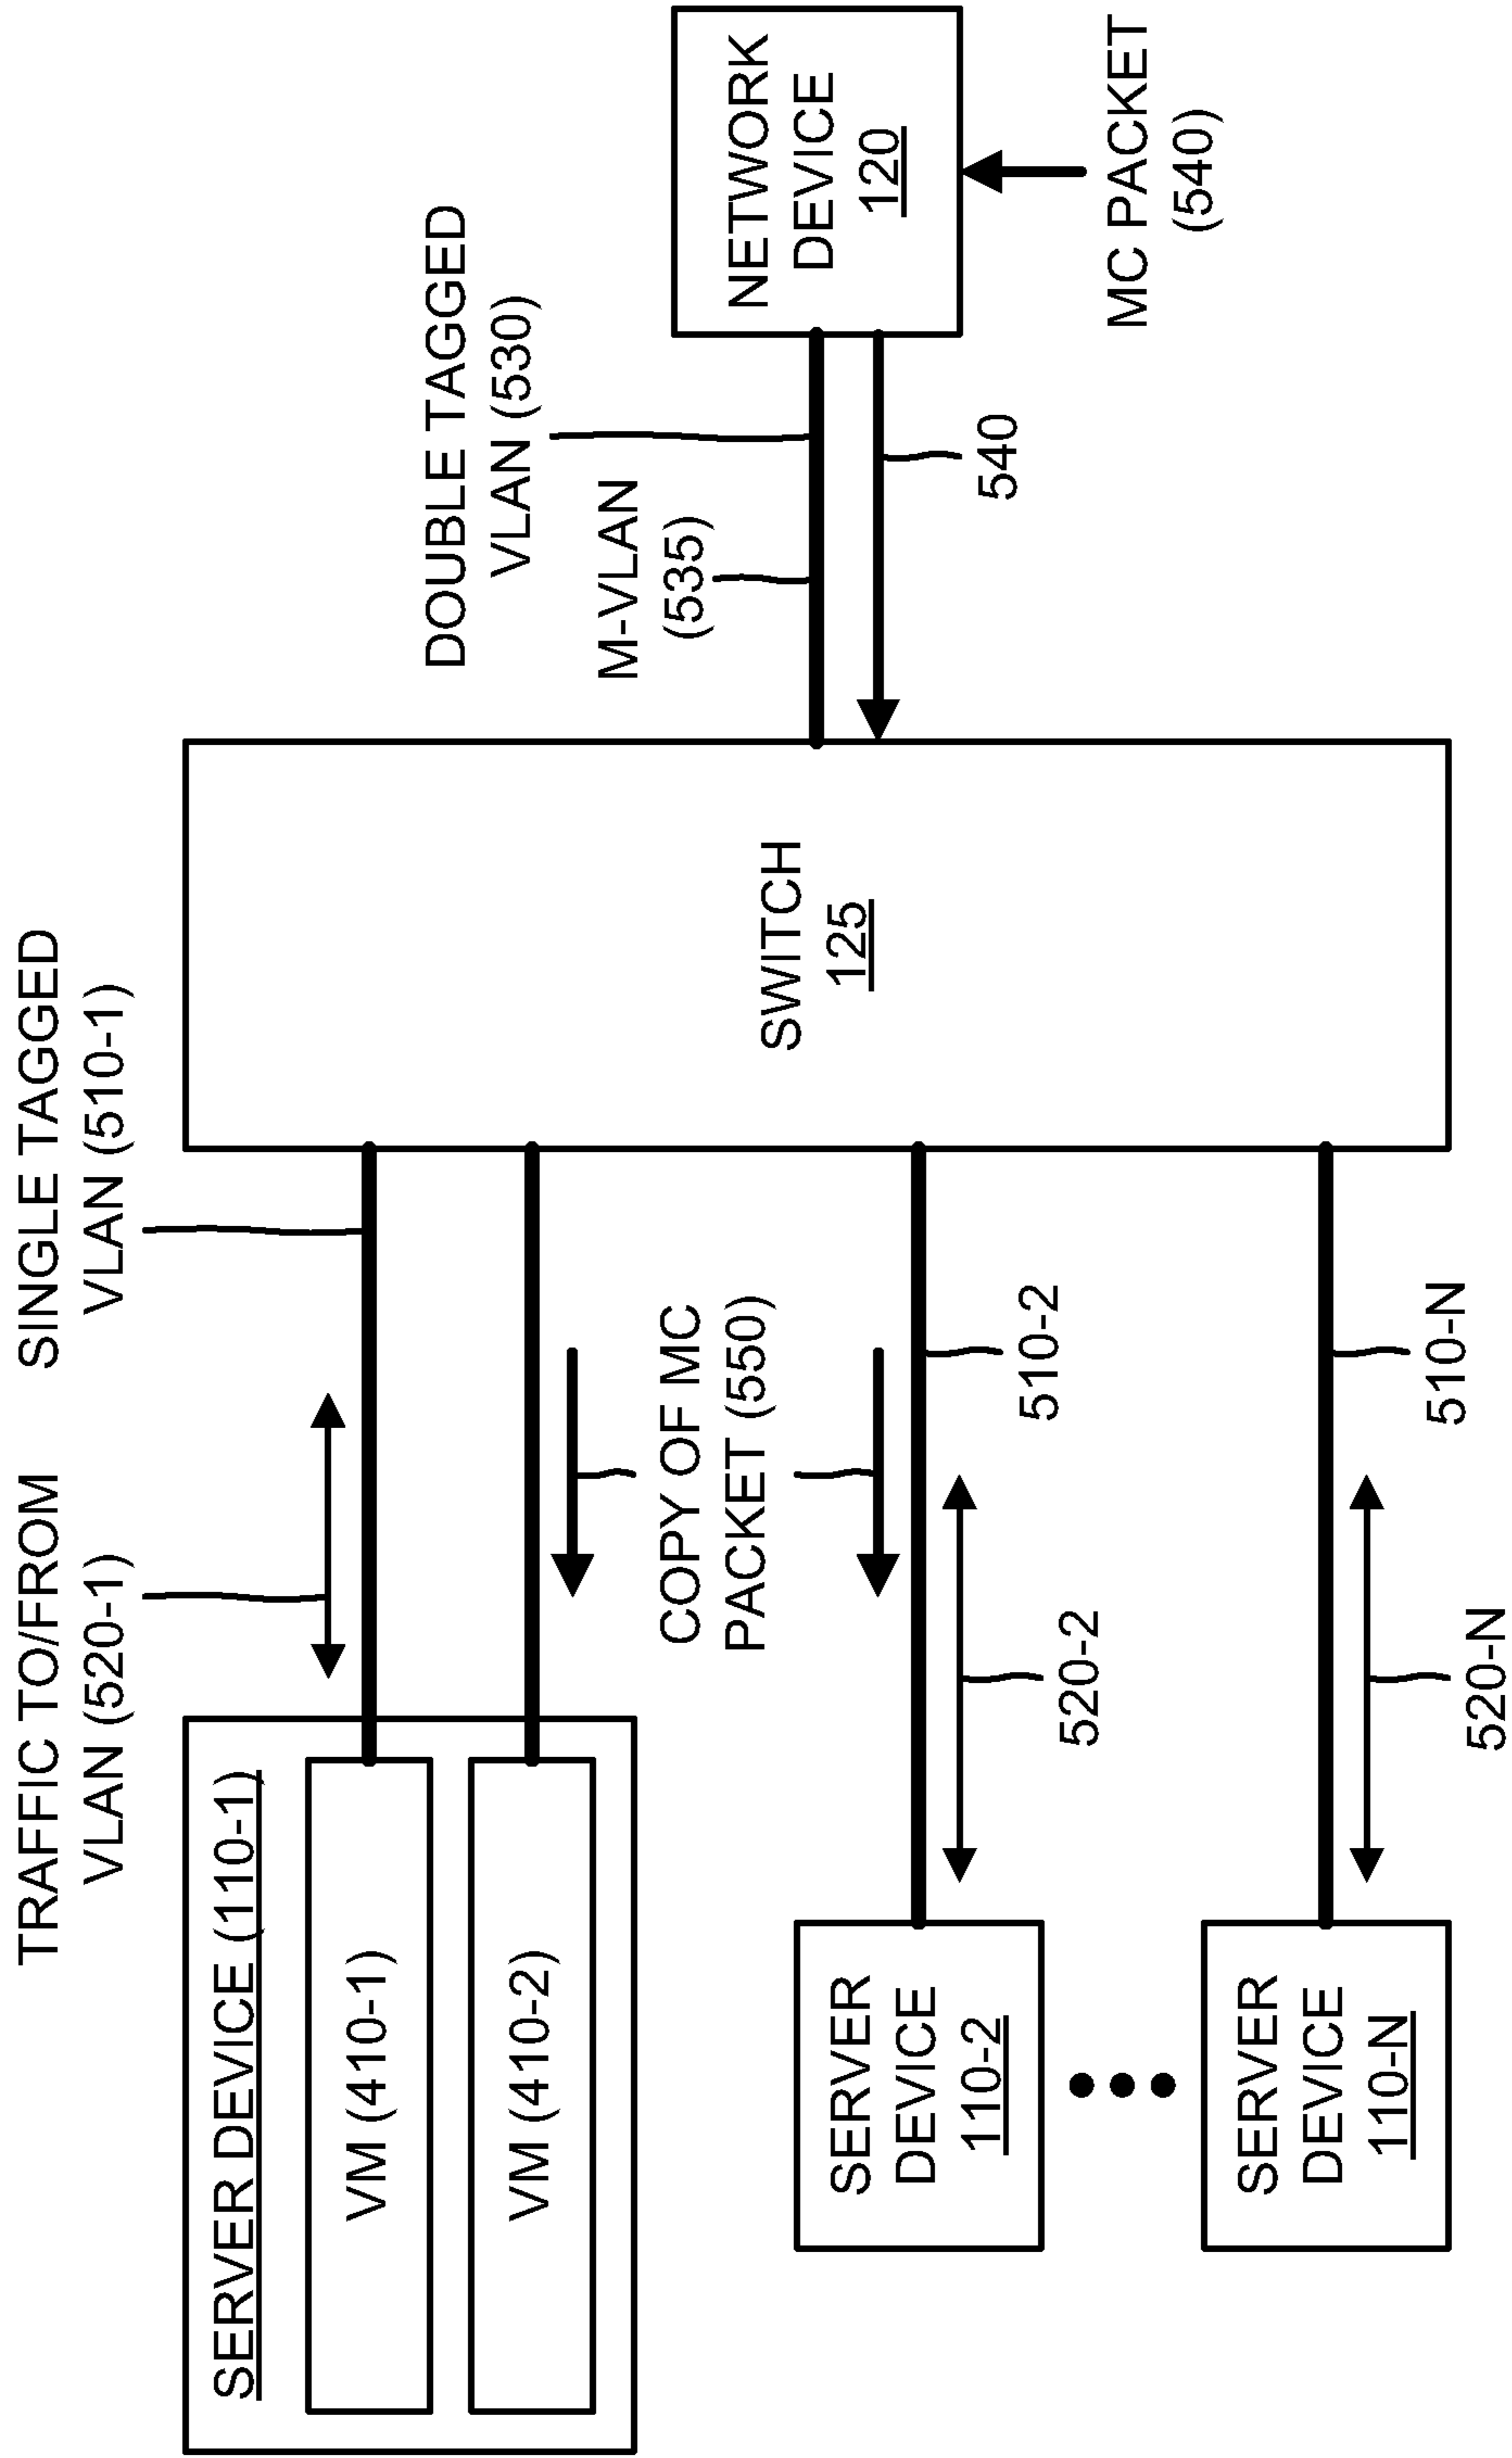 TRAFFIC TO/FROM
VLAN (520-1)
SINGLE TAGGED
VLAN (510-1)
DOUBLE TAGGED
VLAN (530)
M-VLAN
(535)
SERVER DEVICE (110-1)
VM (410-1)
VM (410-2)
COPY OF MC
PACKET (550)
SWITCH
125
NETWORK
DEVICE
120
540
MC PACKET
(540)
SERVER
DEVICE
110-2
510-2
520-2
SERVER
DEVICE
110-N
510-N
520-N